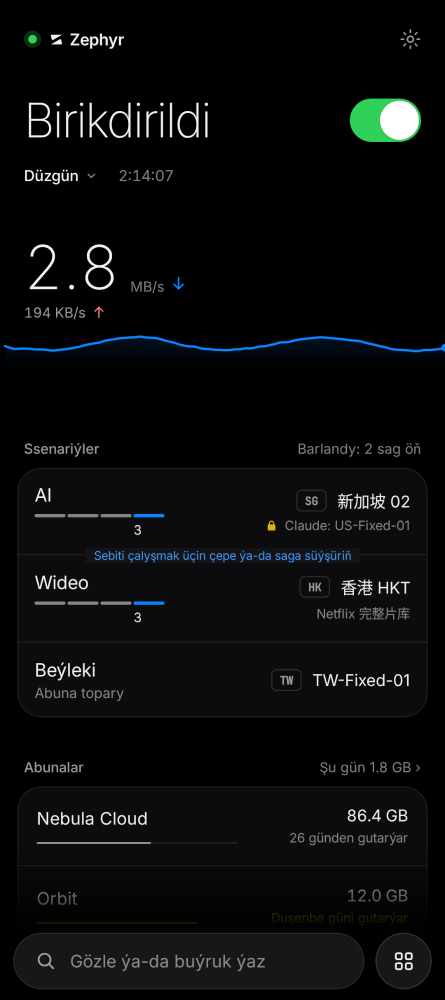 Zephyr
Birikdirildi
Düzgün 2:14:07
2.8 MB/s ↓
194 KB/s ↑
Ssenariýler Barlandy: 2 sag öň
AI SG 新加坡 02
3 Claude: US-Fixed-01
Sebiti çalyşmak üçin çepe ýa-da saga süýşüriň
Wideo HK 香港 HKT
3 Netflix 完整片库
Beýleki TW TW-Fixed-01
Abuna topary
Abunalar Şu gün 1.8 GB ›
Nebula Cloud 86.4 GB
26 günden gutarýar
Orbit 12.0 GB
Duşenbe güni gutarýar
Gözle ýa-da buýruk ýaz